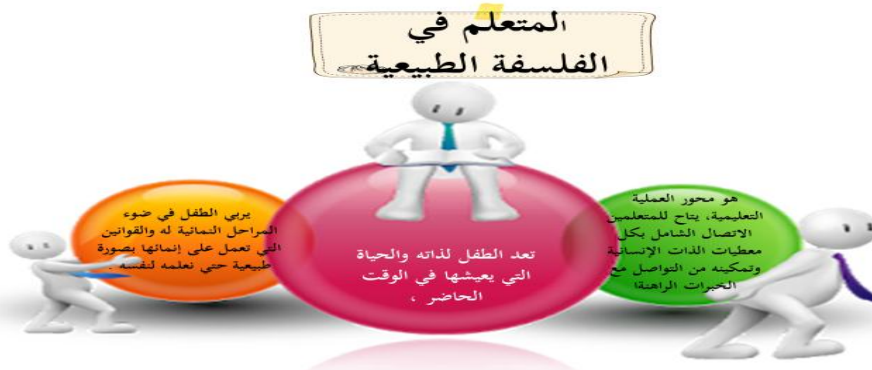 المتعلم في
الفلسفة الطبيعية
هو محور العملية
التعليمية، يتاح للمتعلمين
الاتصال الشامل بكل
معطيات الذات الإنسانية
وتمكينه من التواصل مع
الخبرات الراهنة!
تعد الطفل لذاته والحياة
التي يعيشها في الوقت
الحاضر ،
يربي الطفل في ضوء
المراحل النمائية له والقوانين
التي تعمل على إنمائها بصورة
طبيعية حتي نعلمه لنفسه .